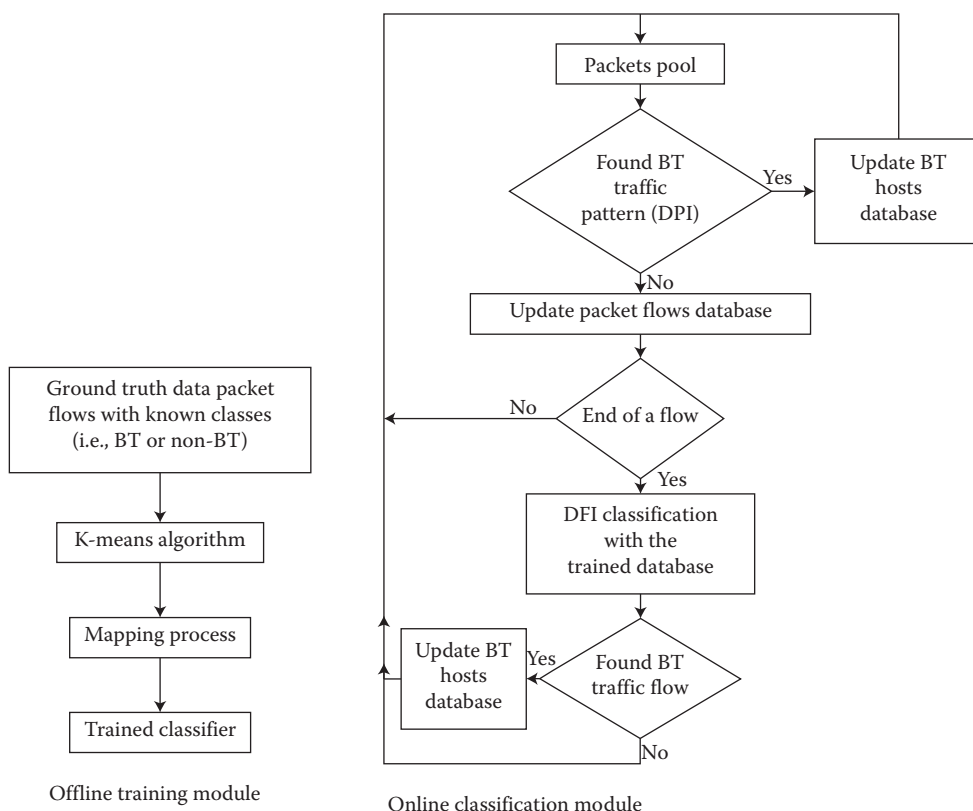 Ground truth data packet
flows with known classes
(i.e., BT or non-BT)
K-means algorithm
Mapping process
Trained classifier
Offline training module
Packets pool
Found BT
traffic
pattern (DPI)
Yes
Update BT
hosts
database
No
Update packet flows database
End of a flow
No
Yes
DFI classification
with the
trained database
Found BT
traffic flow
Yes
Update BT
hosts
database
No
Online classification module